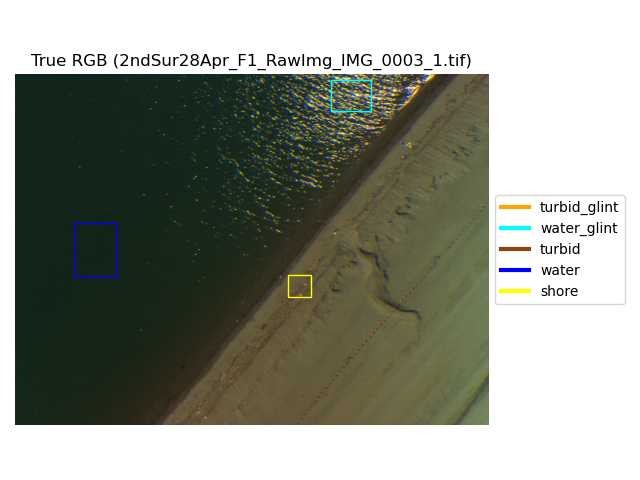 True RGB (2ndSur28Apr_F1_RawImg_IMG_0003_1.tif)
turbid_glint
water_glint
turbid
water
shore